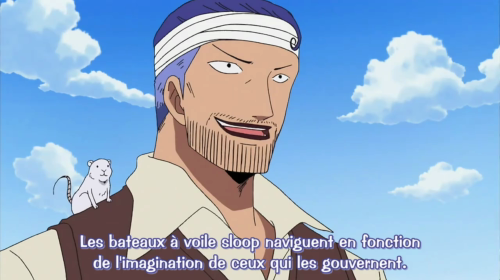 Les bateaux à voile sloop naviguent en fonction
de l'imagination de ceux qui les gouvernent.